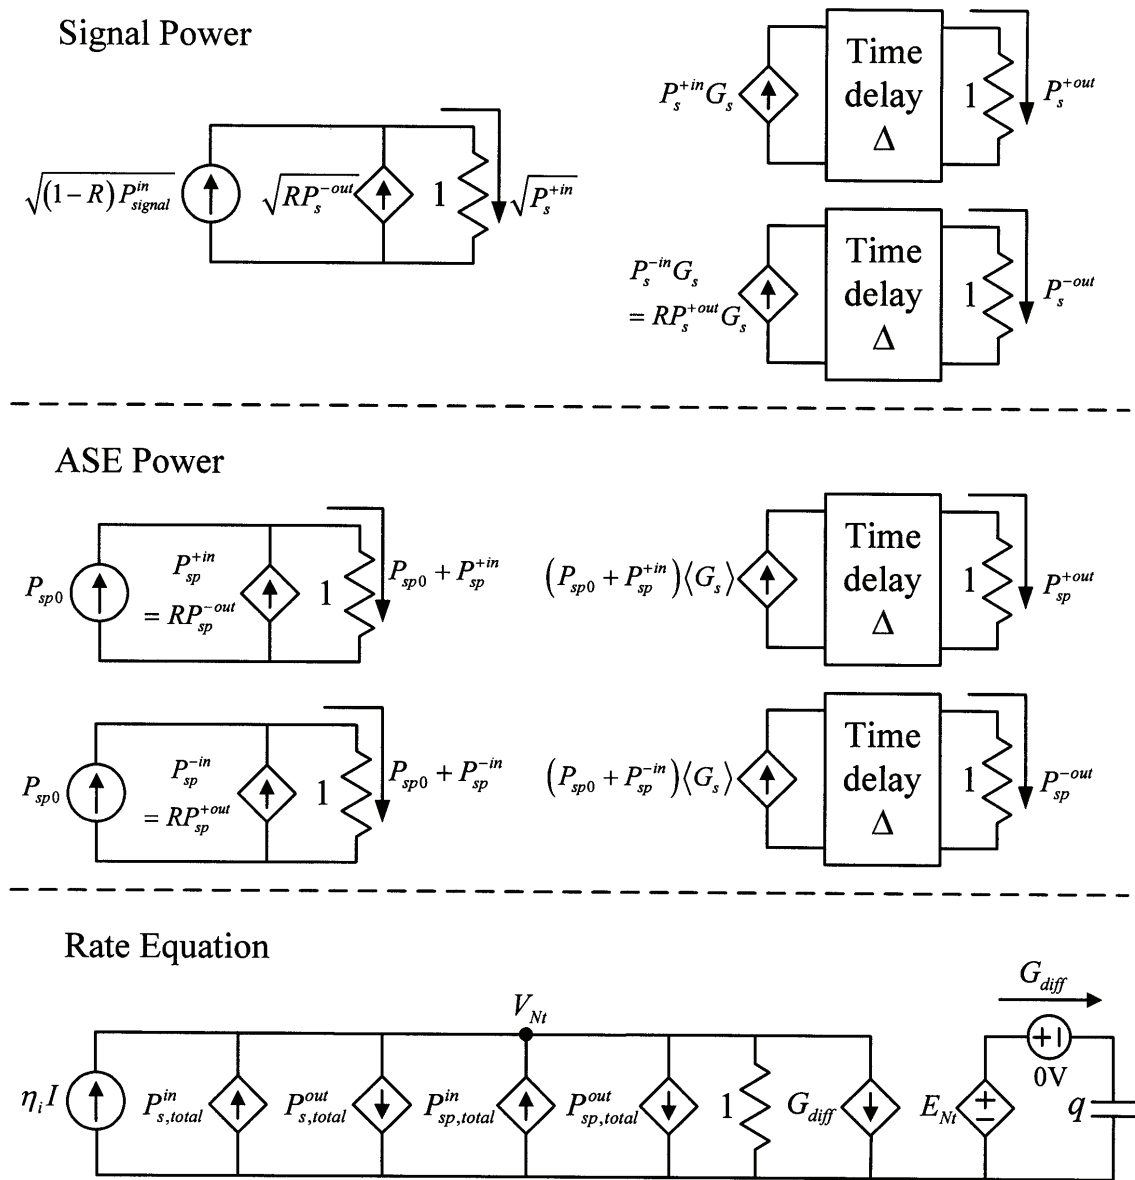 Signal Power
√((1−R)P_signal^in)
√(RP_s^−out)
1
√(P_s^+in)
P_s^+in G_s
Time
delay
Δ
1
P_s^+out
P_s^−in G_s
= RP_s^+out G_s
Time
delay
Δ
1
P_s^−out
ASE Power
P_sp0
P_sp^+in
= RP_sp^−out
1
P_sp0 + P_sp^+in
(P_sp0 + P_sp^+in)⟨G_s⟩
Time
delay
Δ
1
P_sp^+out
P_sp0
P_sp^−in
= RP_sp^+out
1
P_sp0 + P_sp^−in
(P_sp0 + P_sp^−in)⟨G_s⟩
Time
delay
Δ
1
P_sp^−out
Rate Equation
V_Nt
G_diff
η_i I
P_s,total^in
P_s,total^out
P_sp,total^in
P_sp,total^out
1
G_diff
E_Nt
0V
q